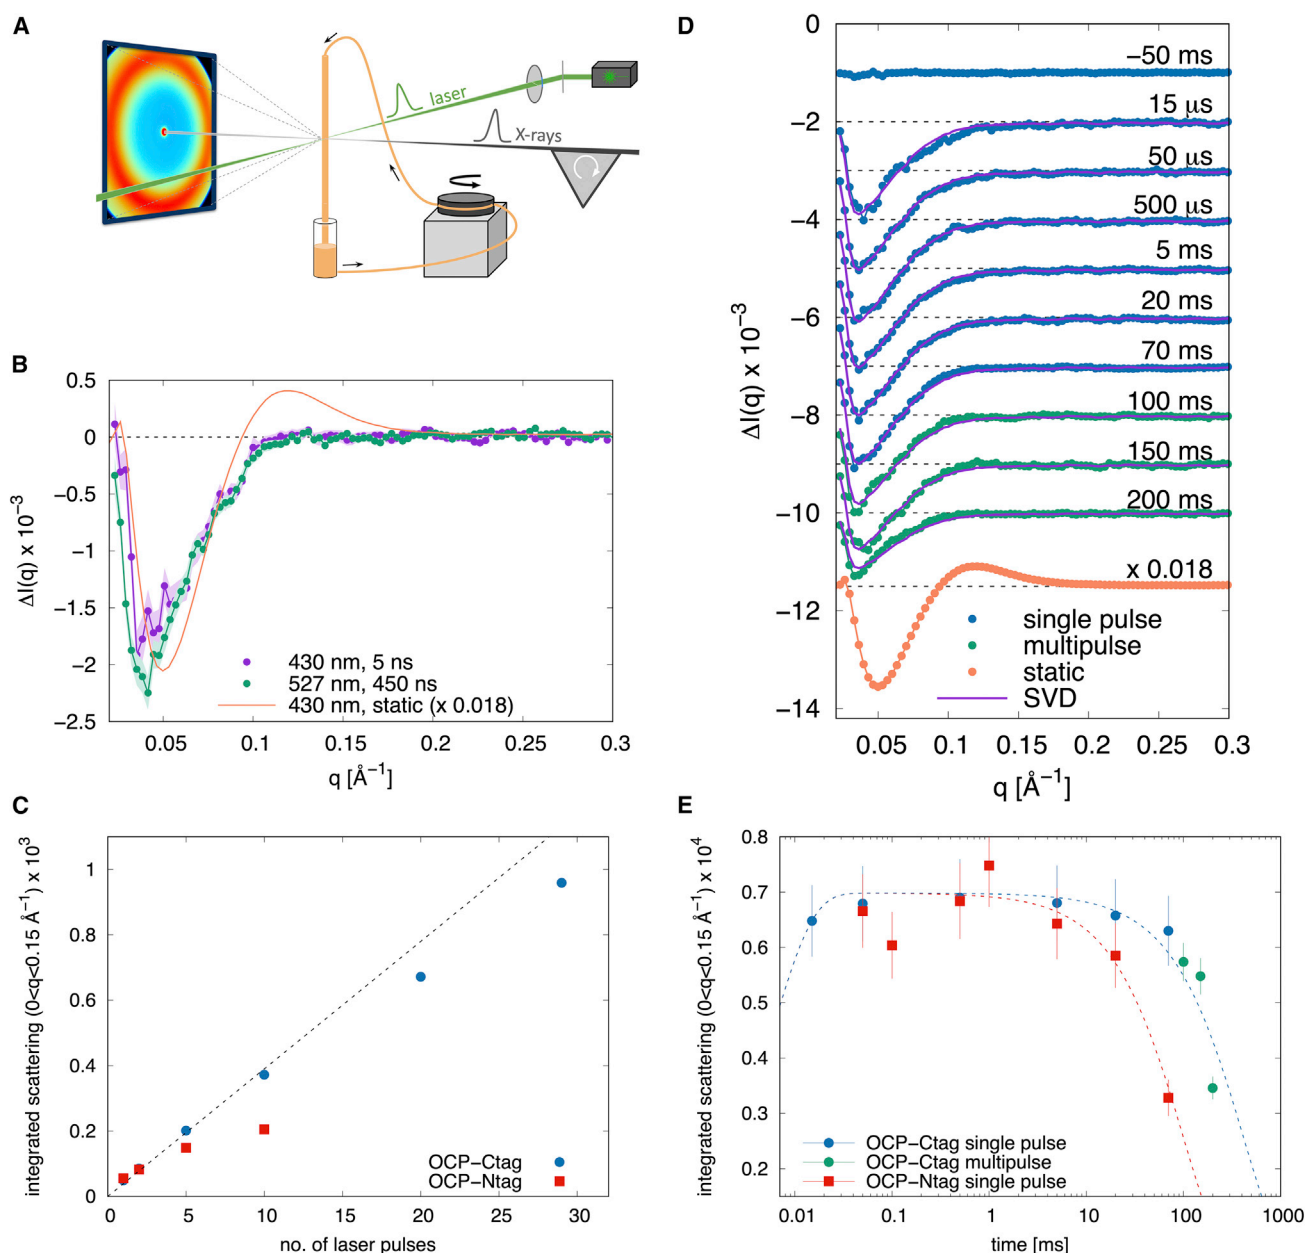 A
laser
X-rays
B
0.5
0
−0.5
−1
−1.5
−2
−2.5
ΔI(q) x 10−3
430 nm, 5 ns
527 nm, 450 ns
430 nm, static (x 0.018)
0.05
0.1
0.15
0.2
0.25
0.3
q [Å−1]
C
1
0.8
0.6
0.4
0.2
0
integrated scattering (0<q<0.15 Å−1) x 103
OCP−Ctag
OCP−Ntag
0
5
10
15
20
25
30
no. of laser pulses
D
−0
−2
−4
−6
−8
−10
−12
−14
ΔI(q) x 10−3
−50 ms
15 μs
50 μs
500 μs
5 ms
20 ms
70 ms
100 ms
150 ms
200 ms
x 0.018
single pulse
multipulse
static
SVD
0.05
0.1
0.15
0.2
0.25
0.3
q [Å−1]
E
0.8
0.7
0.6
0.5
0.4
0.3
0.2
integrated scattering (0<q<0.15 Å−1) x 104
OCP−Ctag single pulse
OCP−Ctag multipulse
OCP−Ntag single pulse
0.01
0.1
1
10
100
1000
time [ms]